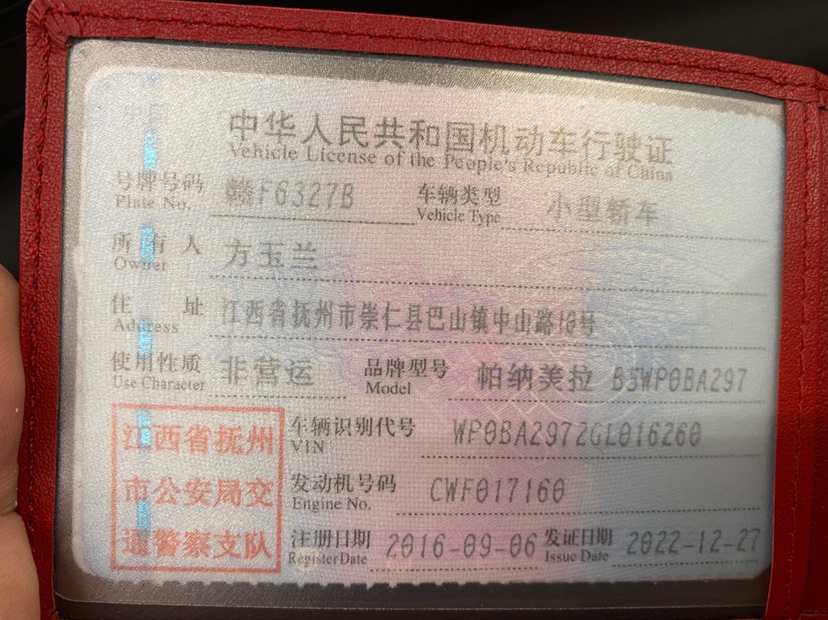 中华人民共和国机动车行驶证
Vehicle License of the People's Republic of China
号牌号码 赣F6327B 车辆类型 小型轿车
Plate No. Vehicle Type
所有人 方玉兰
Owner
住址 江西省抚州市崇仁县巴山镇中山路18号
Address
使用性质 非营运 品牌型号 帕纳美拉 BSWP0BA297
Use Character Model
江西省抚州 车辆识别代号 WP0BA2972GL016260
VIN
市公安局交 发动机号码 CWF017160
Engine No.
通警察支队 注册日期 2016-09-06 发证日期 2022-12-27
Register Date Issue Date